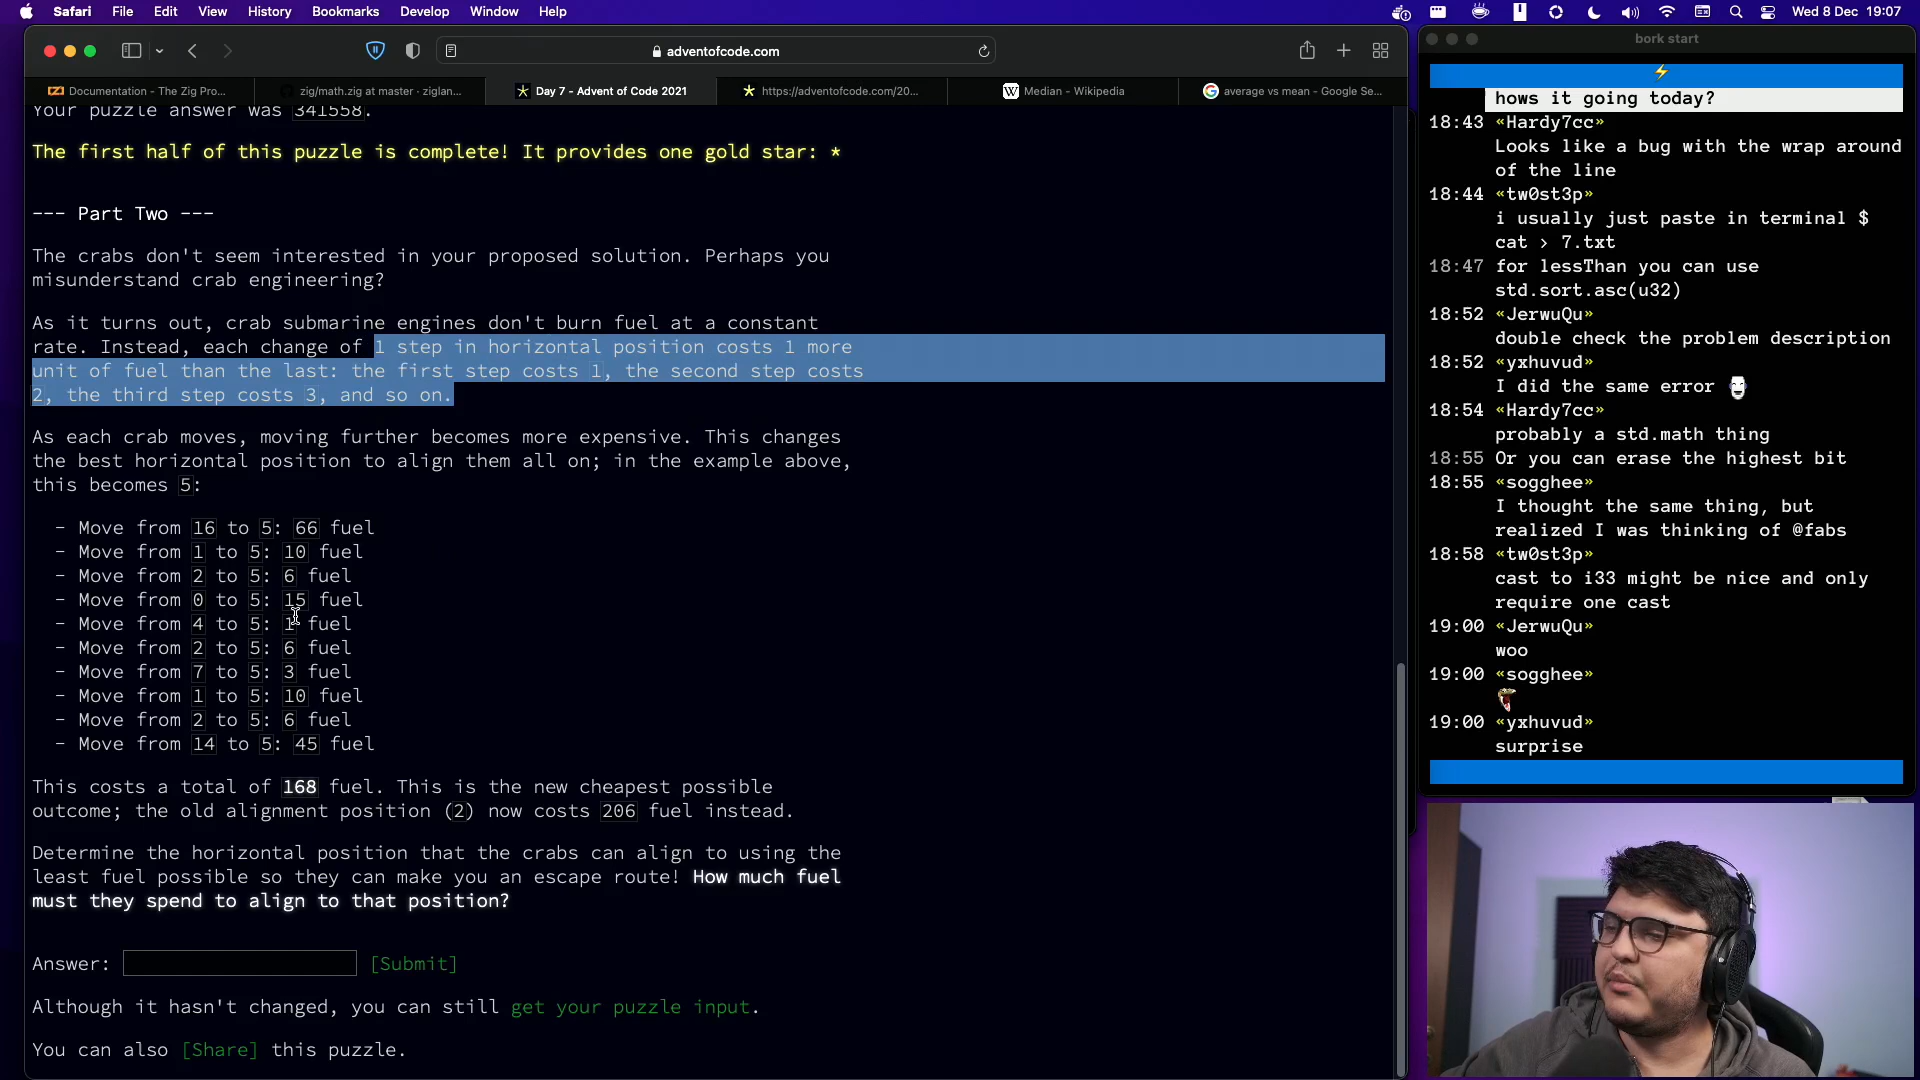 Safari File Edit View History Bookmarks Develop Window Help
Wed 8 Dec 19:07
adventofcode.com
Documentation - The Zig Pro...
zig/math.zig at master · ziglan...
Day 7 - Advent of Code 2021
https://adventofcode.com/20...
Median - Wikipedia
average vs mean - Google Se...
Your puzzle answer was 341558.
The first half of this puzzle is complete! It provides one gold star: *
--- Part Two ---
The crabs don't seem interested in your proposed solution. Perhaps you
misunderstand crab engineering?
As it turns out, crab submarine engines don't burn fuel at a constant
rate. Instead, each change of 1 step in horizontal position costs 1 more
unit of fuel than the last: the first step costs 1, the second step costs
2, the third step costs 3, and so on.
As each crab moves, moving further becomes more expensive. This changes
the best horizontal position to align them all on; in the example above,
this becomes 5:
- Move from 16 to 5: 66 fuel
- Move from 1 to 5: 10 fuel
- Move from 2 to 5: 6 fuel
- Move from 0 to 5: 15 fuel
- Move from 4 to 5: 1 fuel
- Move from 2 to 5: 6 fuel
- Move from 7 to 5: 3 fuel
- Move from 1 to 5: 10 fuel
- Move from 2 to 5: 6 fuel
- Move from 14 to 5: 45 fuel
This costs a total of 168 fuel. This is the new cheapest possible
outcome; the old alignment position (2) now costs 206 fuel instead.
Determine the horizontal position that the crabs can align to using the
least fuel possible so they can make you an escape route! How much fuel
must they spend to align to that position?
Answer: [Submit]
Although it hasn't changed, you can still get your puzzle input.
You can also [Share] this puzzle.
bork start
hows it going today?
18:43 «Hardy7cc»
Looks like a bug with the wrap around
of the line
18:44 «tw0st3p»
i usually just paste in terminal $
cat > 7.txt
18:47 for lessThan you can use
std.sort.asc(u32)
18:52 «JerwuQu»
double check the problem description
18:52 «yxhuvud»
I did the same error
18:54 «Hardy7cc»
probably a std.math thing
18:55 Or you can erase the highest bit
18:55 «sogghee»
I thought the same thing, but
realized I was thinking of @fabs
18:58 «tw0st3p»
cast to i33 might be nice and only
require one cast
19:00 «JerwuQu»
woo
19:00 «sogghee»
19:00 «yxhuvud»
surprise